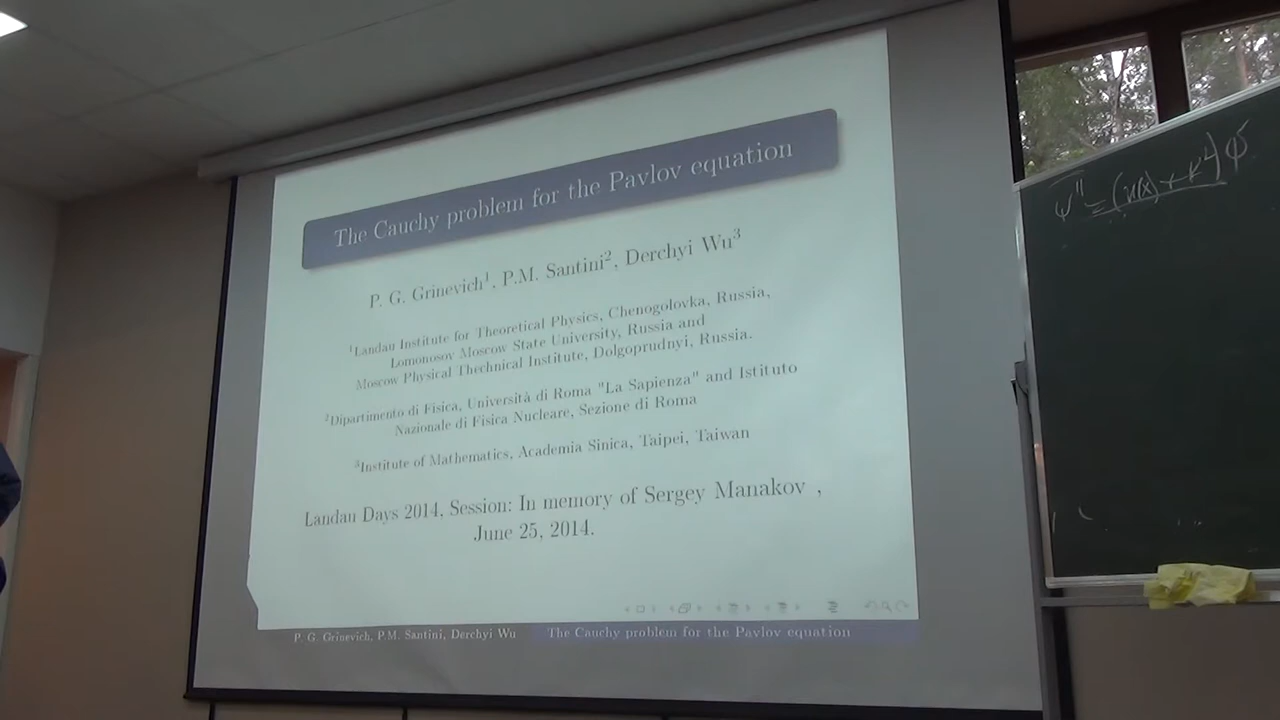 The Cauchy problem for the Pavlov equation
P. G. Grinevich¹, P.M. Santini², Derchyi Wu³
¹Landau Institute for Theoretical Physics, Chenogolovka, Russia,
Lomonosov Moscow State University, Russia and
Moscow Physical Thechnical Institute, Dolgoprudnyi, Russia.
²Dipartimento di Fisica, Università di Roma "La Sapienza" and Istituto
Nazionale di Fisica Nucleare, Sezione di Roma
³Institute of Mathematics, Academia Sinica, Taipei, Taiwan
Landau Days 2014, Session: In memory of Sergey Manakov ,
June 25, 2014.
P. G. Grinevich, P.M. Santini, Derchyi Wu The Cauchy problem for the Pavlov equation